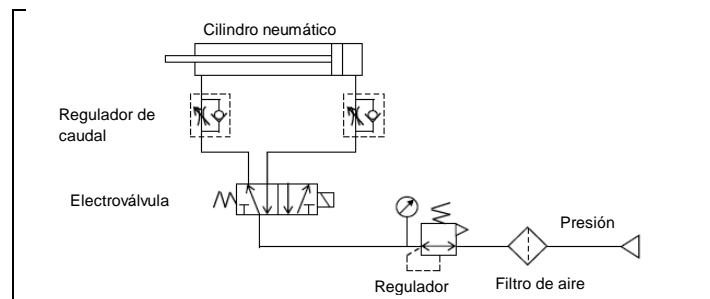 Cilindro neumático
Regulador de
caudal
Electroválvula
Presión
Regulador
Filtro de aire